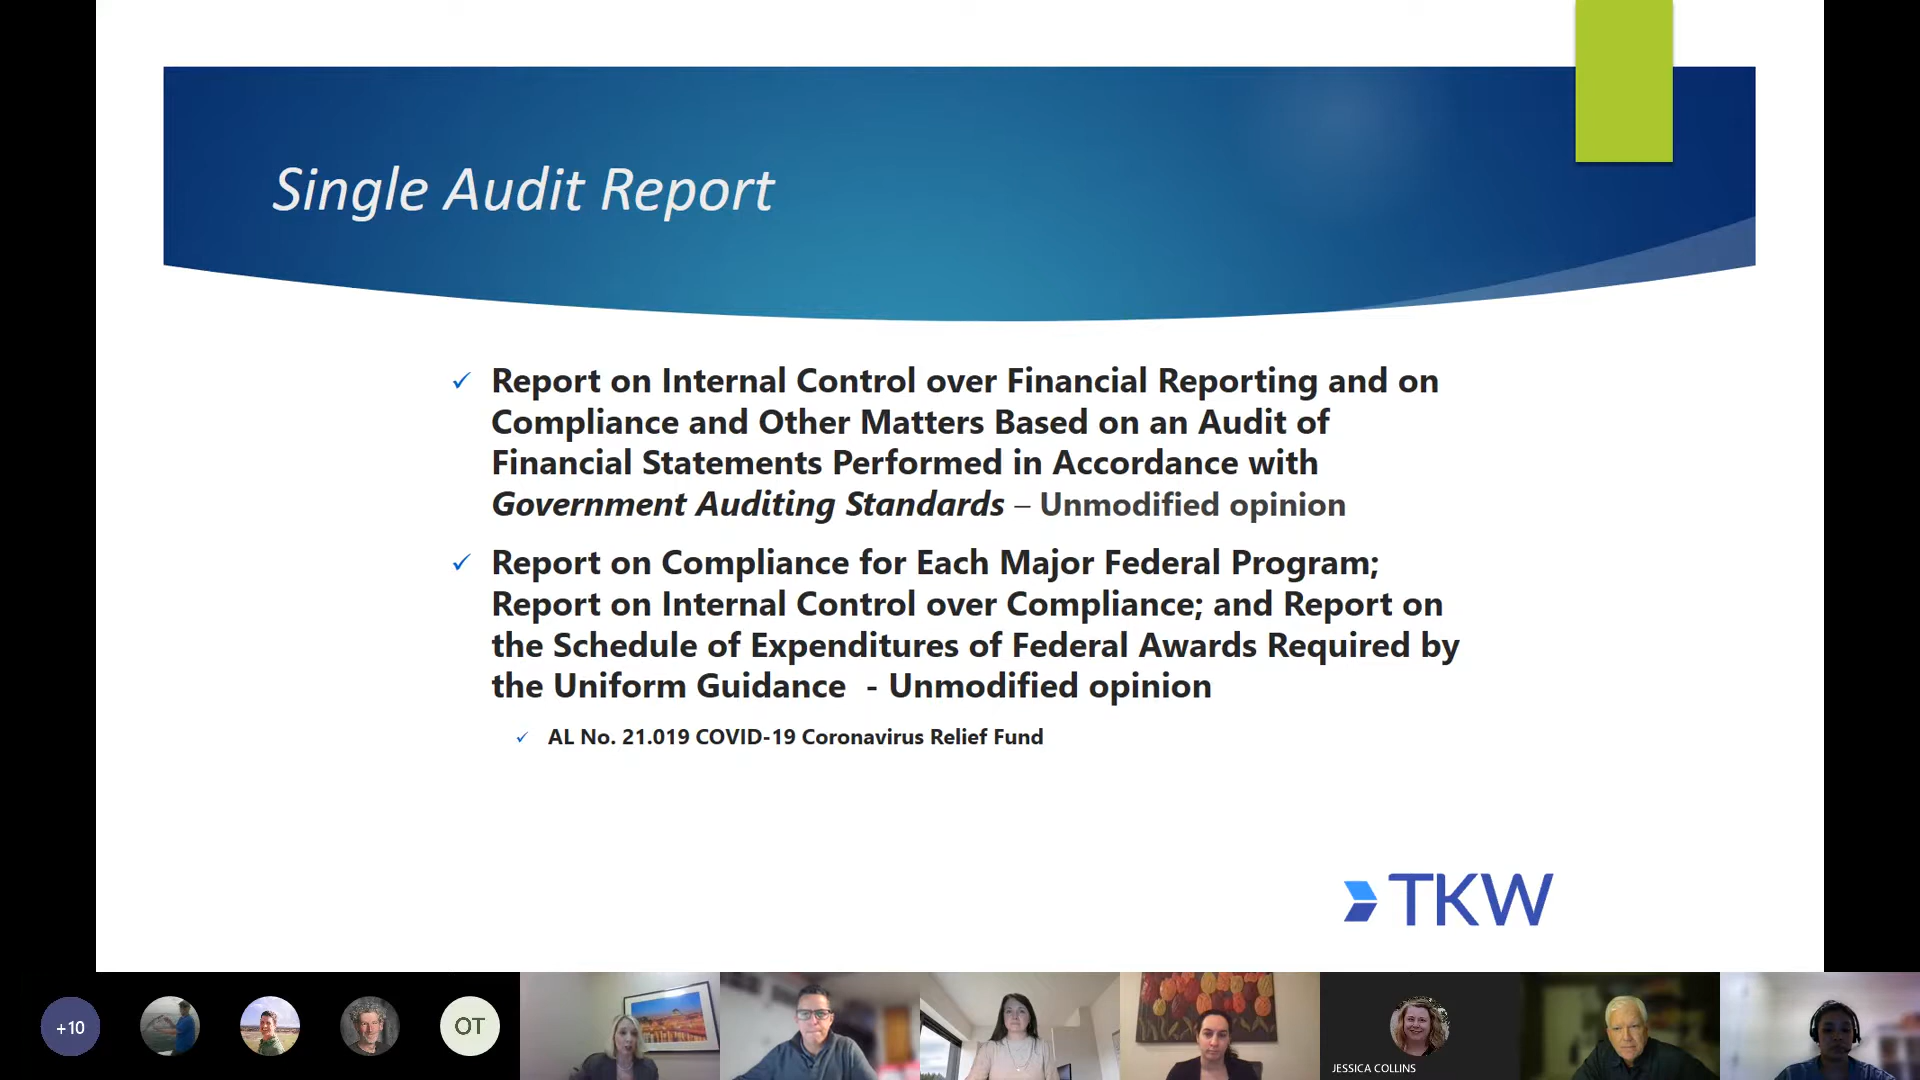 Single Audit Report
✓ Report on Internal Control over Financial Reporting and on
Compliance and Other Matters Based on an Audit of
Financial Statements Performed in Accordance with
Government Auditing Standards – Unmodified opinion
✓ Report on Compliance for Each Major Federal Program;
Report on Internal Control over Compliance; and Report on
the Schedule of Expenditures of Federal Awards Required by
the Uniform Guidance - Unmodified opinion
✓ AL No. 21.019 COVID-19 Coronavirus Relief Fund
TKW
+10
OT
JESSICA COLLINS